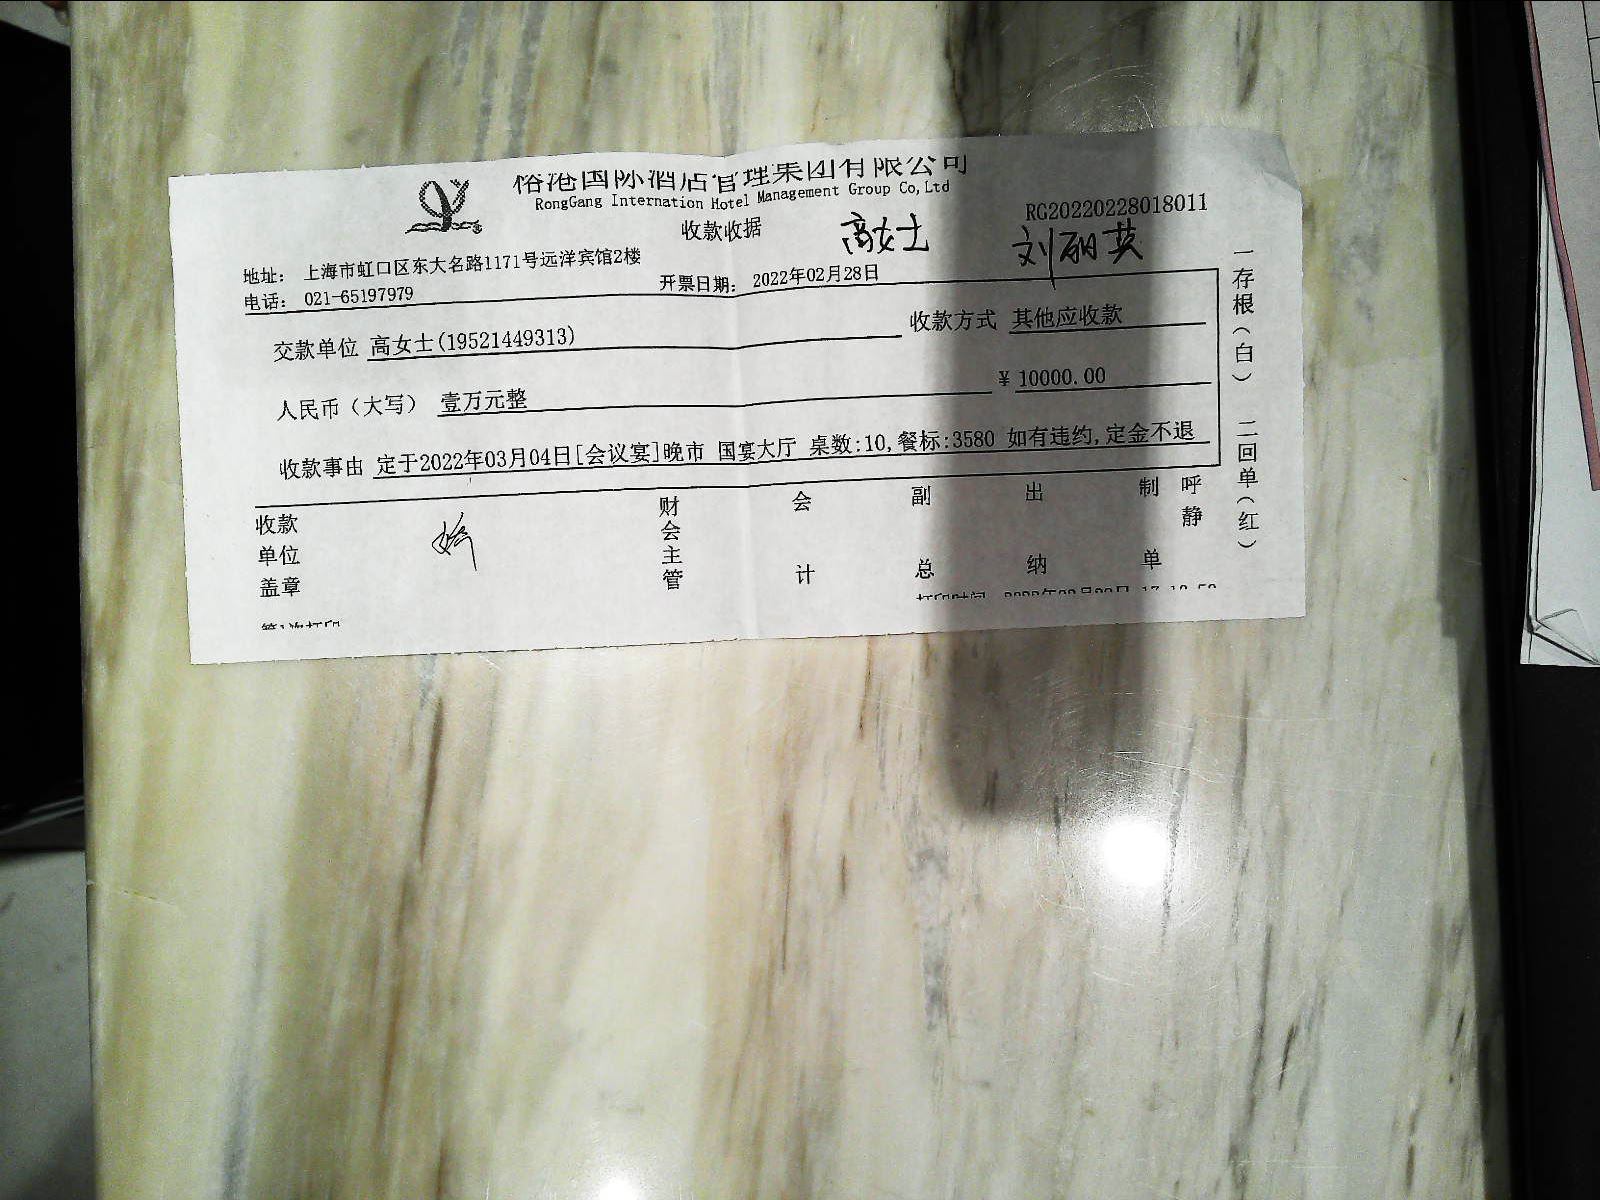 裕港国际酒店管理集团有限公司
RongGang Internation Hotel Management Group Co,Ltd
RG20220228018011
收款收据 高女士 刘丽英
地址: 上海市虹口区东大名路1171号远洋宾馆2楼
电话: 021-65197979 开票日期: 2022年02月28日
交款单位 高女士(19521449313) 收款方式 其他应收款
人民币(大写) 壹万元整 ¥ 10000.00
收款事由 定于2022年03月04日[会议宴]晚市 国宴大厅 桌数:10,餐标:3580 如有违约,定金不退
收款单位盖章 财会主管 会计 副总 出纳 制单 呼静
第1次打印
一存根(白) 二回单(红)